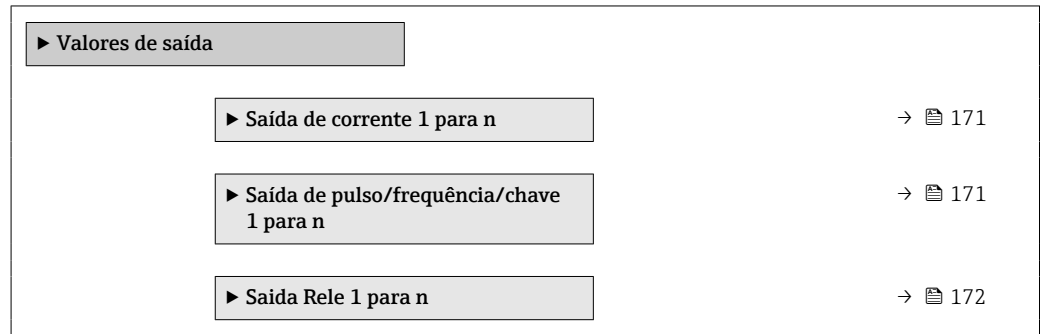 ▶ Valores de saída
▶ Saída de corrente 1 para n → 171
▶ Saída de pulso/frequência/chave → 171
1 para n
▶ Saida Rele 1 para n → 172